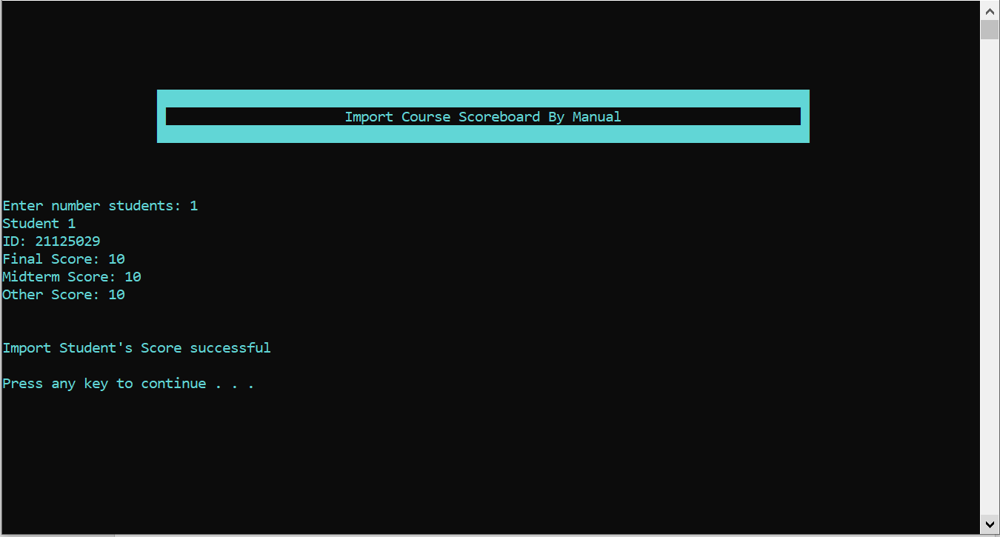 Import Course Scoreboard By Manual
Enter number students: 1
Student 1
ID: 21125029
Final Score: 10
Midterm Score: 10
Other Score: 10
Import Student's Score successful
Press any key to continue . . .